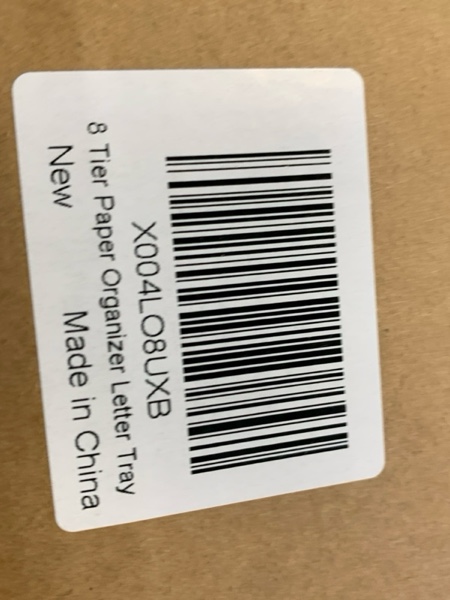 X004LO8UXB
8 Tier Paper Organizer Letter Tray
New Made in China